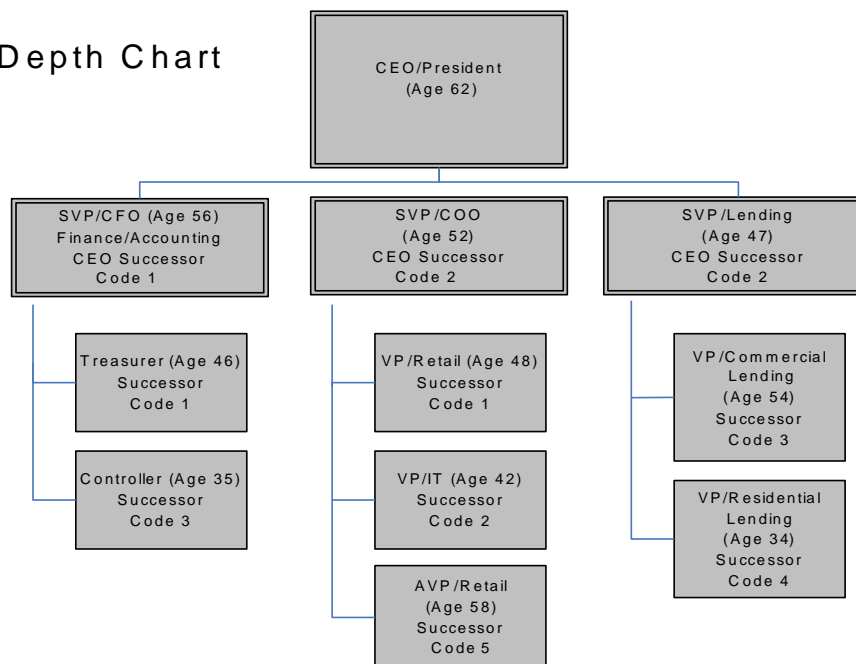 Depth Chart
CEO/President
(Age 62)
SVP/CFO (Age 56)
Finance/Accounting
CEO Successor
Code 1
SVP/COO
(Age 52)
CEO Successor
Code 2
SVP/Lending
(Age 47)
CEO Successor
Code 2
Treasurer (Age 46)
Successor
Code 1
Controller (Age 35)
Successor
Code 3
VP/Retail (Age 48)
Successor
Code 1
VP/IT (Age 42)
Successor
Code 2
AVP/Retail
(Age 58)
Successor
Code 5
VP/Commercial
Lending
(Age 54)
Successor
Code 3
VP/Residential
Lending
(Age 34)
Successor
Code 4